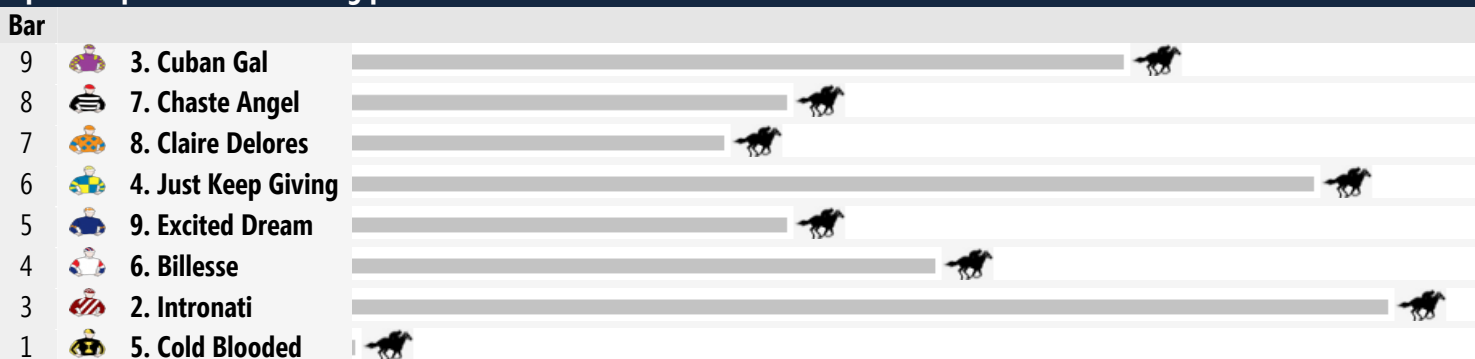 Bar
9 3. Cuban Gal
8 7. Chaste Angel
7 8. Claire Delores
6 4. Just Keep Giving
5 9. Excited Dream
4 6. Billesse
3 2. Intronati
1 5. Cold Blooded